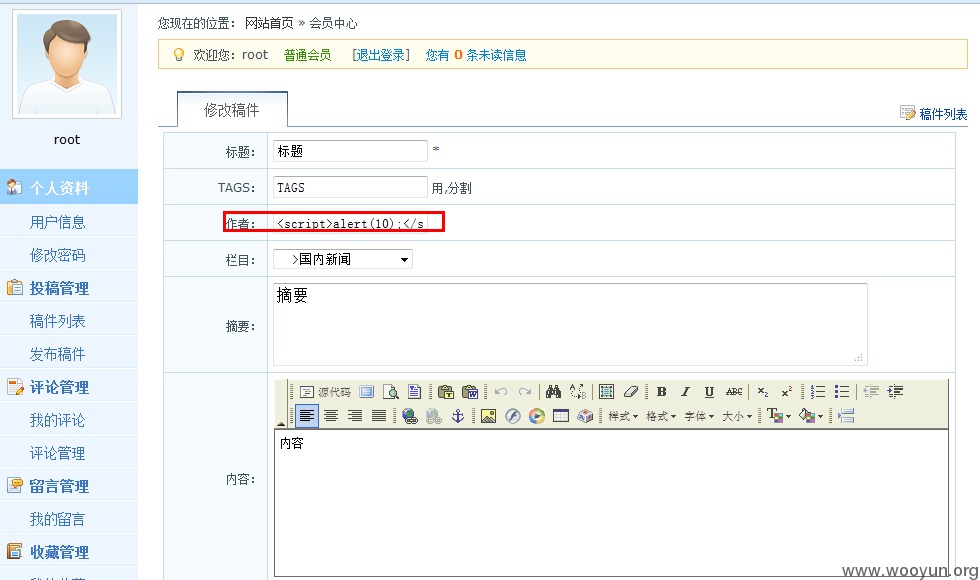 您现在的位置： 网站首页 » 会员中心
欢迎您：root 普通会员 [退出登录] 您有 0 条未读信息
root
修改稿件
稿件列表
标题： 标题 *
TAGS： TAGS 用,分割
作者： <script>alert(10);</s
栏目： >国内新闻
摘要： 摘要
源代码
样式 格式 字体 大小
内容： 内容
个人资料
用户信息
修改密码
投稿管理
稿件列表
发布稿件
评论管理
我的评论
评论管理
留言管理
我的留言
收藏管理
www.wooyun.org